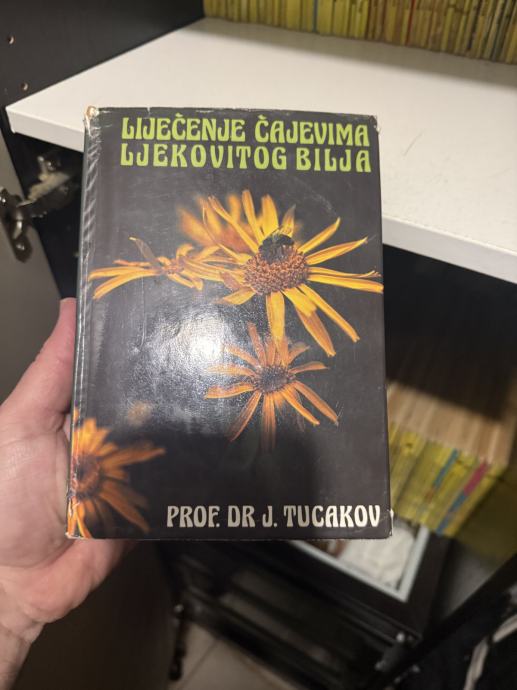 LIJEČENJE ČAJEVIMA
LJEKOVITOG BILJA
PROF. DR J. TUCAKOV